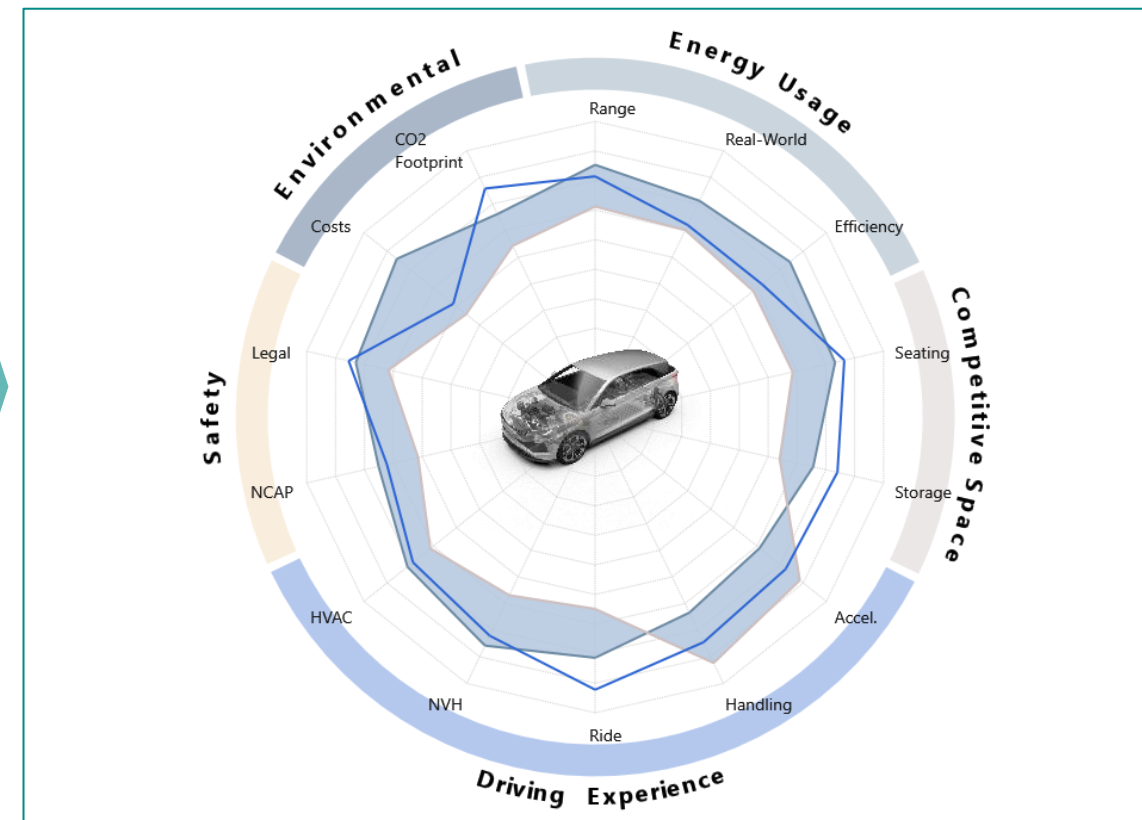 Environmental
Energy Usage
Range
CO2
Footprint
Real-World
Costs
Efficiency
Legal
Seating
Competitive Space
Safety
NCAP
Storage
HVAC
Accel.
NVH
Handling
Ride
Driving Experience